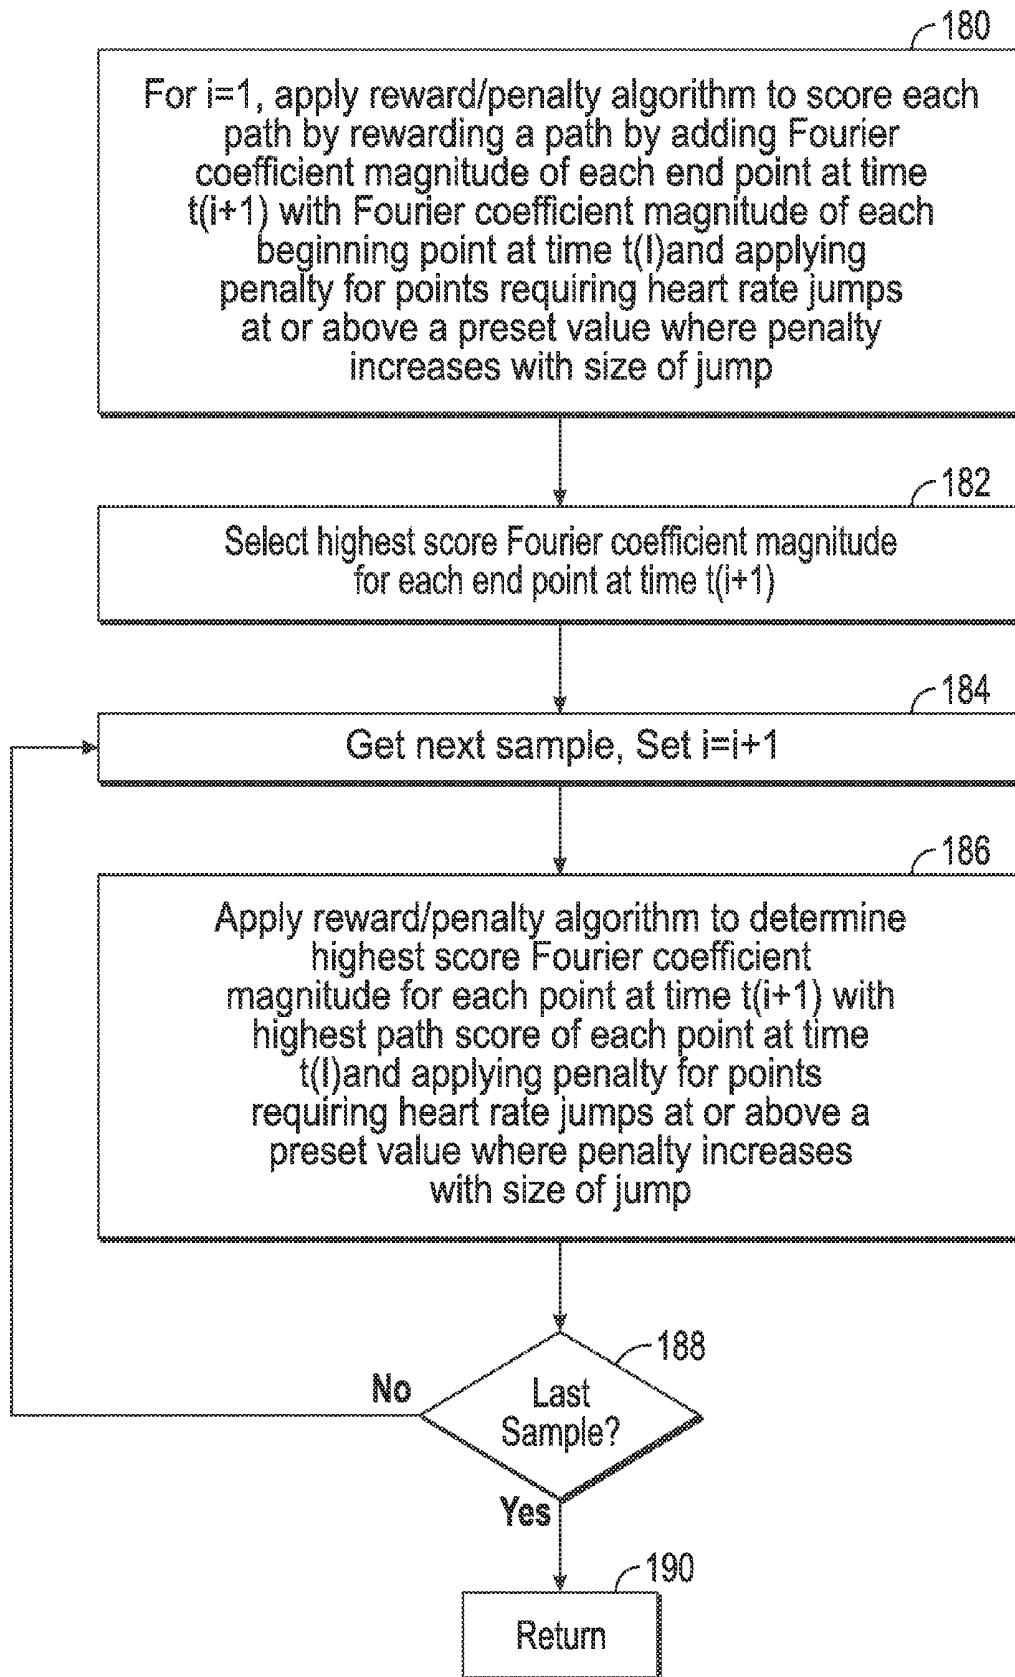 180
For i=1, apply reward/penalty algorithm to score each
path by rewarding a path by adding Fourier
coefficient magnitude of each end point at time
t(i+1) with Fourier coefficient magnitude of each
beginning point at time t(I)and applying
penalty for points requiring heart rate jumps
at or above a preset value where penalty
increases with size of jump
182
Select highest score Fourier coefficient magnitude
for each end point at time t(i+1)
184
Get next sample, Set i=i+1
186
Apply reward/penalty algorithm to determine
highest score Fourier coefficient
magnitude for each point at time t(i+1) with
highest path score of each point at time
t(I)and applying penalty for points
requiring heart rate jumps at or above a
preset value where penalty increases
with size of jump
188
No
Last
Sample?
Yes
190
Return